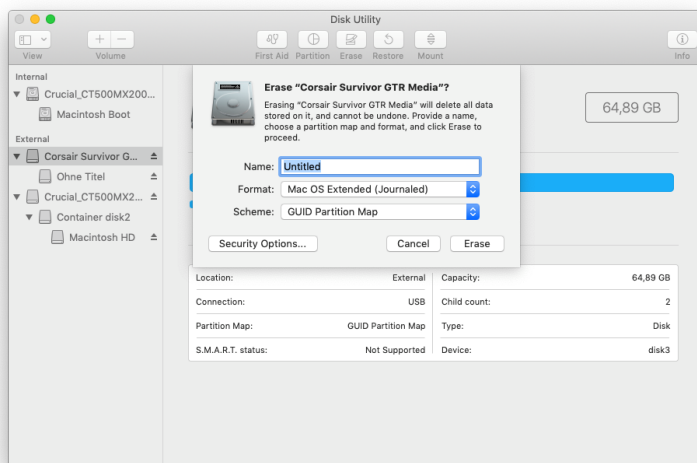 Disk Utility
View
Volume
First Aid
Partition
Erase
Restore
Mount
Info
Internal
Crucial_CT500MX200...
Macintosh Boot
External
Corsair Survivor G...
Ohne Titel
Crucial_CT500MX2...
Container disk2
Macintosh HD
Erase “Corsair Survivor GTR Media”?
Erasing “Corsair Survivor GTR Media” will delete all data
stored on it, and cannot be undone. Provide a name,
choose a partition map and format, and click Erase to
proceed.
Name: Untitled
Format: Mac OS Extended (Journaled)
Scheme: GUID Partition Map
Security Options...
Cancel
Erase
64,89 GB
Location: External
Capacity: 64,89 GB
Connection: USB
Child count: 2
Partition Map: GUID Partition Map
Type: Disk
S.M.A.R.T. status: Not Supported
Device: disk3